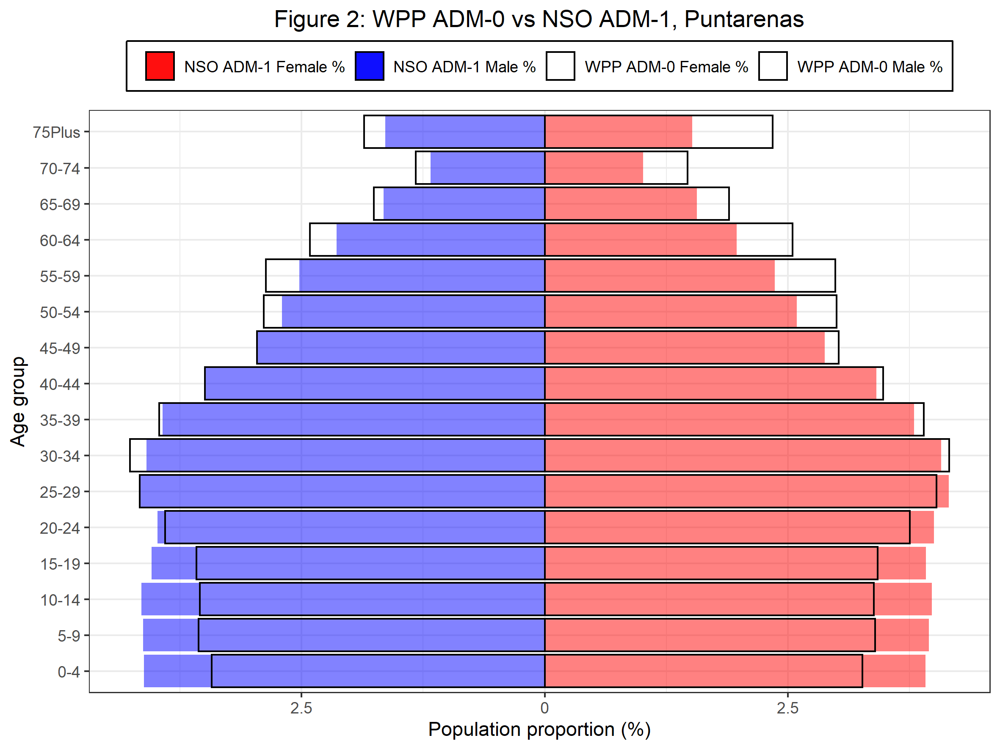 Figure 2: WPP ADM-0 vs NSO ADM-1, Puntarenas
NSO ADM-1 Female % NSO ADM-1 Male % WPP ADM-0 Female % WPP ADM-0 Male %
75Plus
70-74
65-69
60-64
55-59
50-54
45-49
40-44
35-39
30-34
25-29
20-24
15-19
10-14
5-9
0-4
Age group
2.5 0 2.5
Population proportion (%)